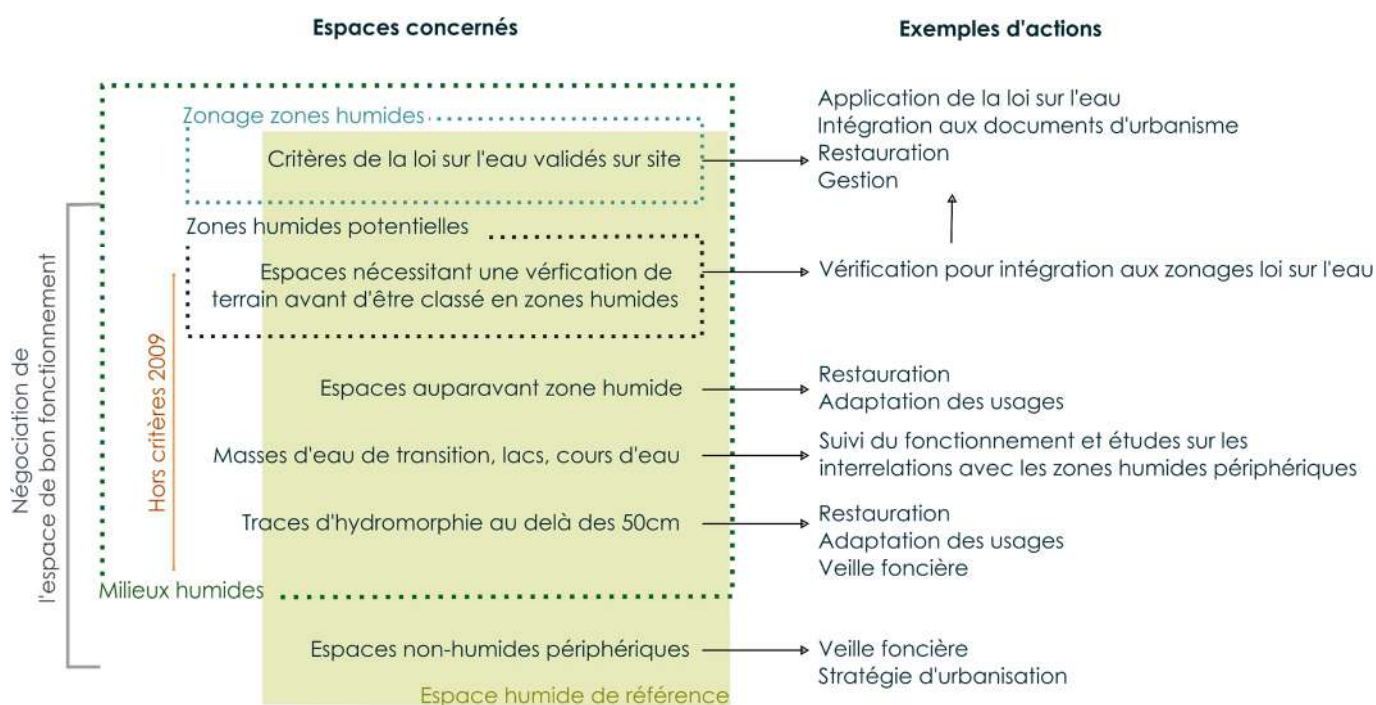 Espaces concernés
Exemples d'actions
Zonage zones humides
Critères de la loi sur l'eau validés sur site
Application de la loi sur l'eau
Intégration aux documents d'urbanisme
Restauration
Gestion
Zones humides potentielles
Espaces nécessitant une vérfication de
terrain avant d'être classé en zones humides
Vérification pour intégration aux zonages loi sur l'eau
Négociation de
l'espace de bon fonctionnement
Hors critères 2009
Espaces auparavant zone humide
Restauration
Adaptation des usages
Masses d'eau de transition, lacs, cours d'eau
Suivi du fonctionnement et études sur les
interrelations avec les zones humides périphériques
Traces d'hydromorphie au delà des 50cm
Restauration
Adaptation des usages
Veille foncière
Milieux humides
Espaces non-humides périphériques
Veille foncière
Stratégie d'urbanisation
Espace humide de référence